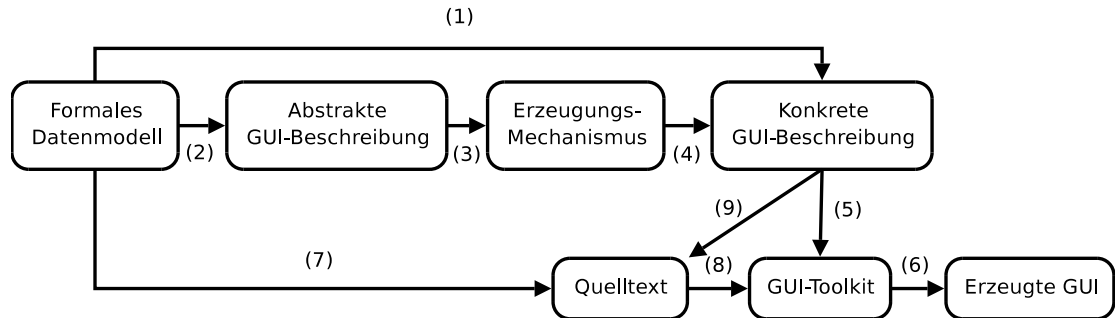 (1)
Formales
Datenmodell
(2)
Abstrakte
GUI-Beschreibung
(3)
Erzeugungs-
Mechanismus
(4)
Konkrete
GUI-Beschreibung
(9)
(5)
(7)
Quelltext
(8)
GUI-Toolkit
(6)
Erzeugte GUI